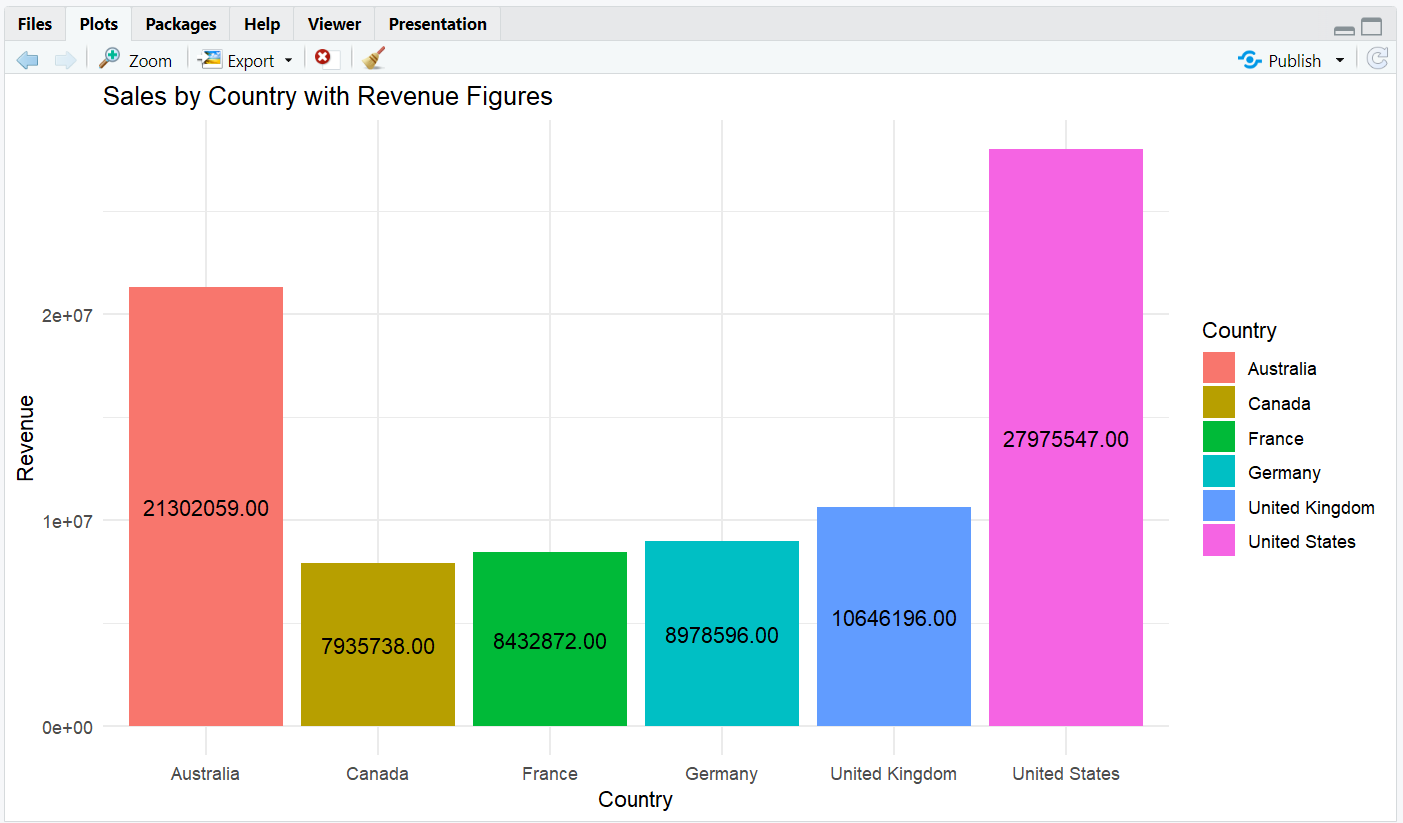 Files Plots Packages Help Viewer Presentation
Zoom Export Publish
Sales by Country with Revenue Figures
Revenue
2e+07
1e+07
0e+00
21302059.00
7935738.00
8432872.00
8978596.00
10646196.00
27975547.00
Australia Canada France Germany United Kingdom United States
Country
Country
Australia
Canada
France
Germany
United Kingdom
United States